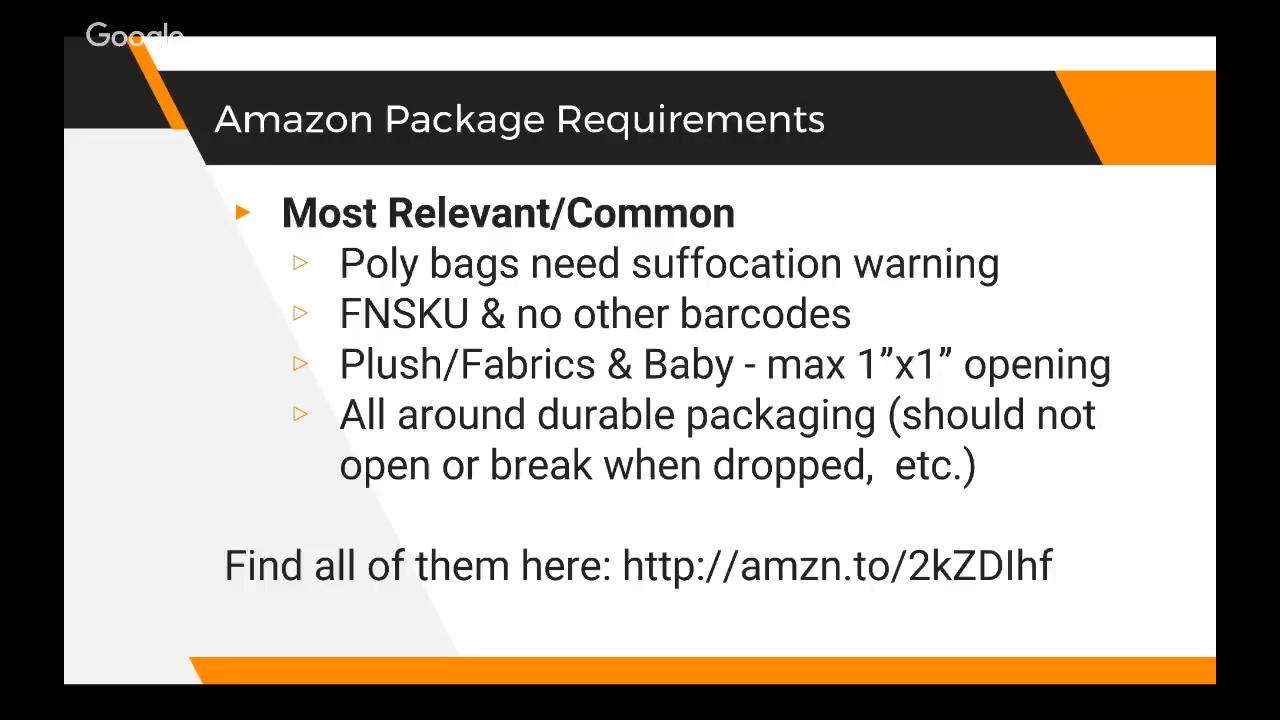 Google
Amazon Package Requirements
Most Relevant/Common
Poly bags need suffocation warning
FNSKU & no other barcodes
Plush/Fabrics & Baby - max 1”x1” opening
All around durable packaging (should not
open or break when dropped,  etc.)
Find all of them here: http://amzn.to/2kZDIhf